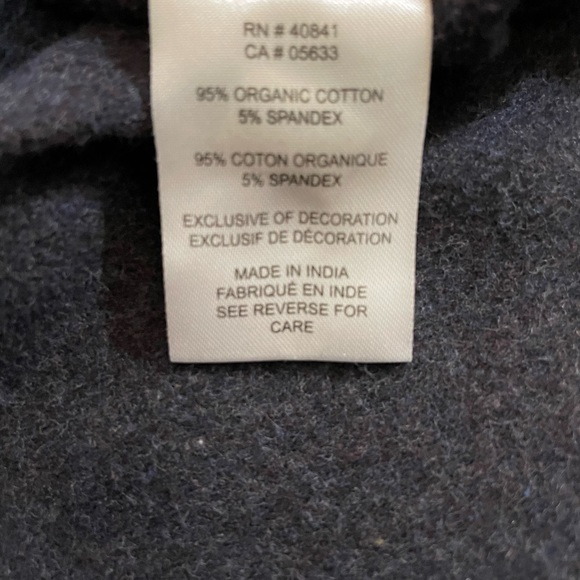 RN # 40841
CA # 05633
95% ORGANIC COTTON
5% SPANDEX
95% COTON ORGANIQUE
5% SPANDEX
EXCLUSIVE OF DECORATION
EXCLUSIF DE DÉCORATION
MADE IN INDIA
FABRIQUÉ EN INDE
SEE REVERSE FOR
CARE